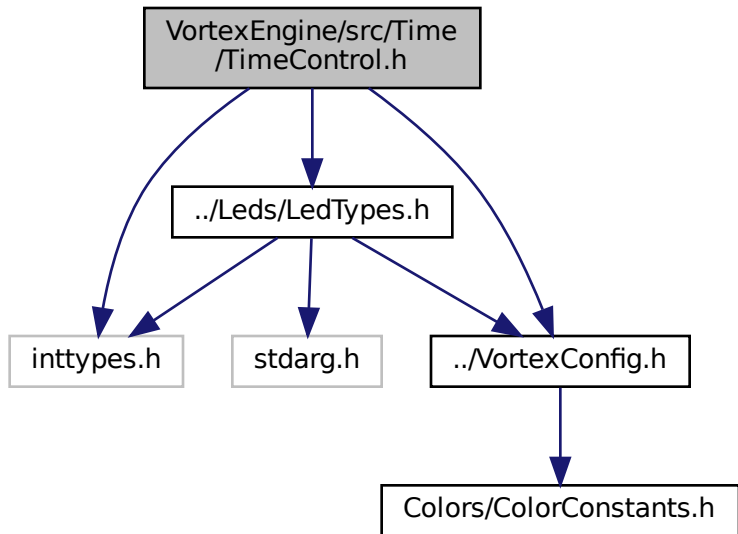 VortexEngine/src/Time
/TimeControl.h
../Leds/LedTypes.h
inttypes.h
stdarg.h
../VortexConfig.h
Colors/ColorConstants.h